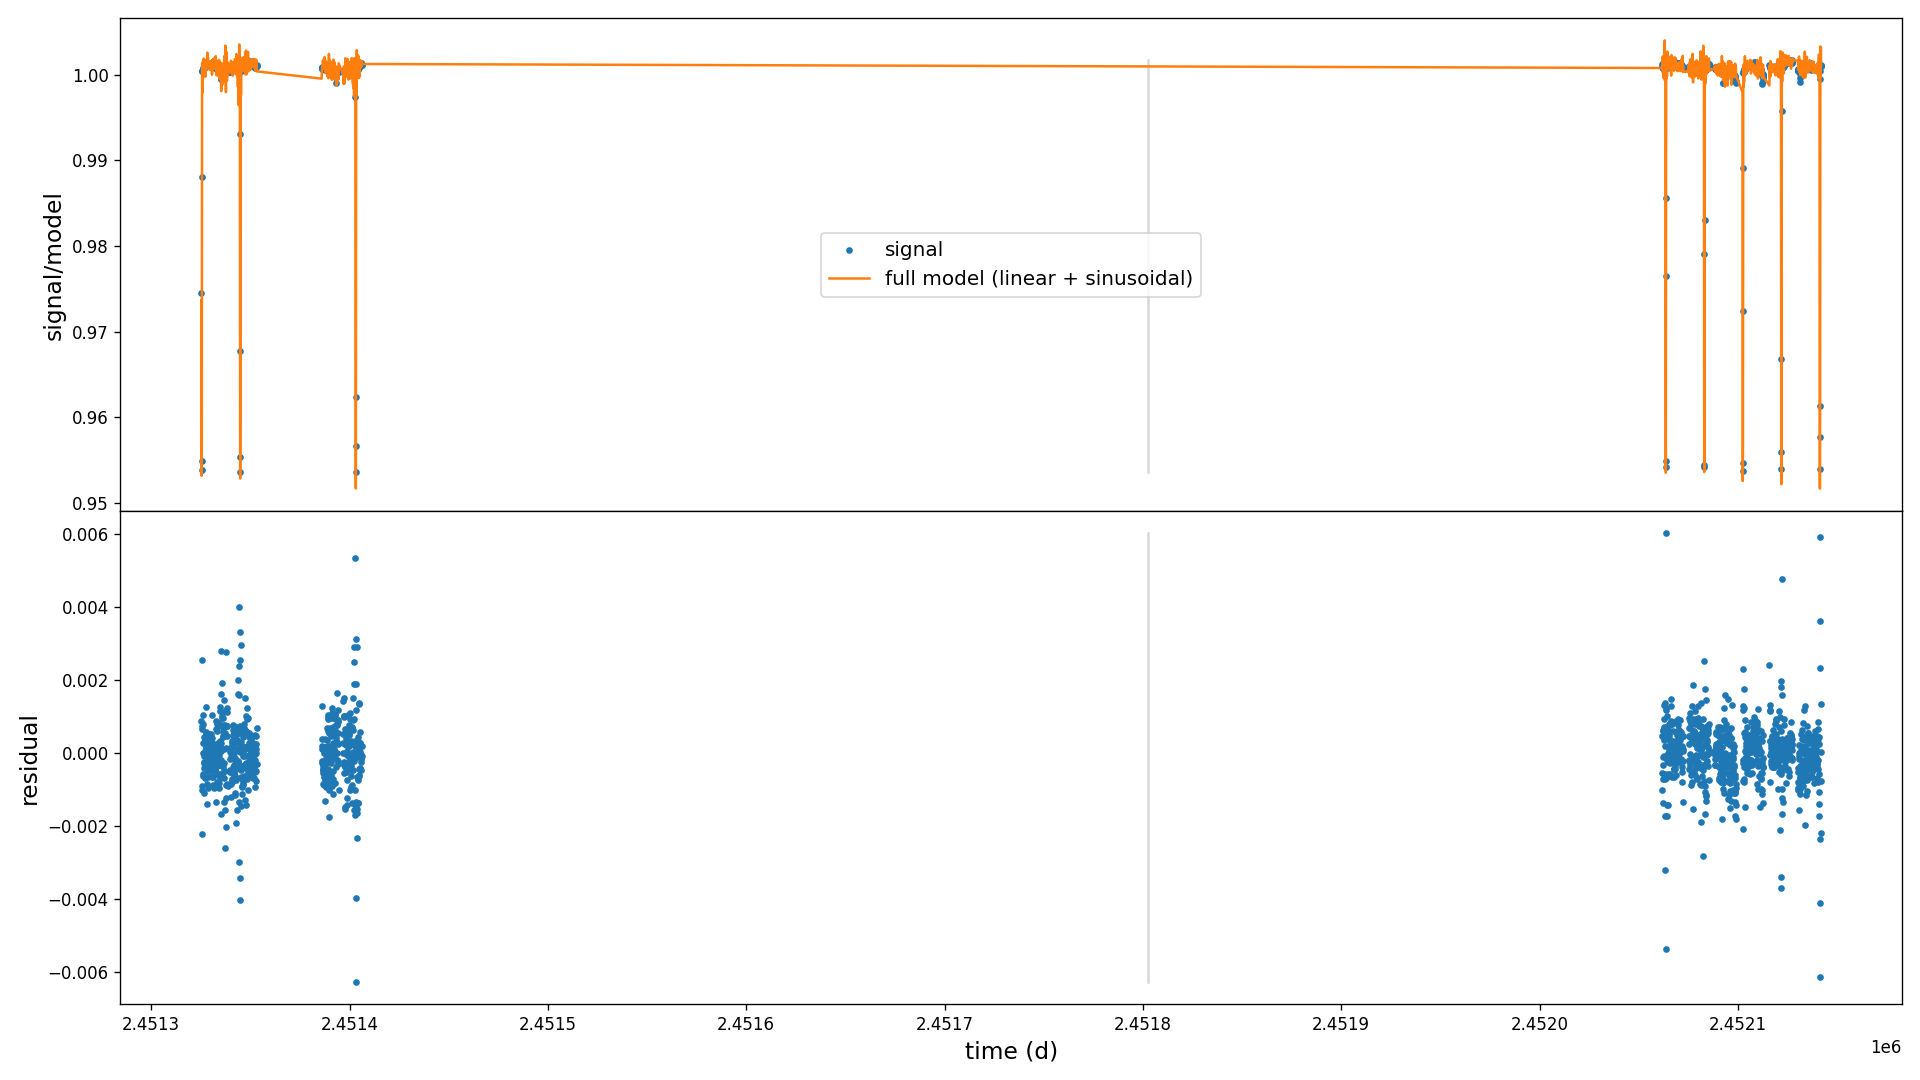 1.00
0.99
0.98
0.97
0.96
0.95
signal/model
signal
full model (linear + sinusoidal)
0.006
0.004
0.002
0.000
−0.002
−0.004
−0.006
residual
2.4513 2.4514 2.4515 2.4516 2.4517 2.4518 2.4519 2.4520 2.4521
1e6
time (d)